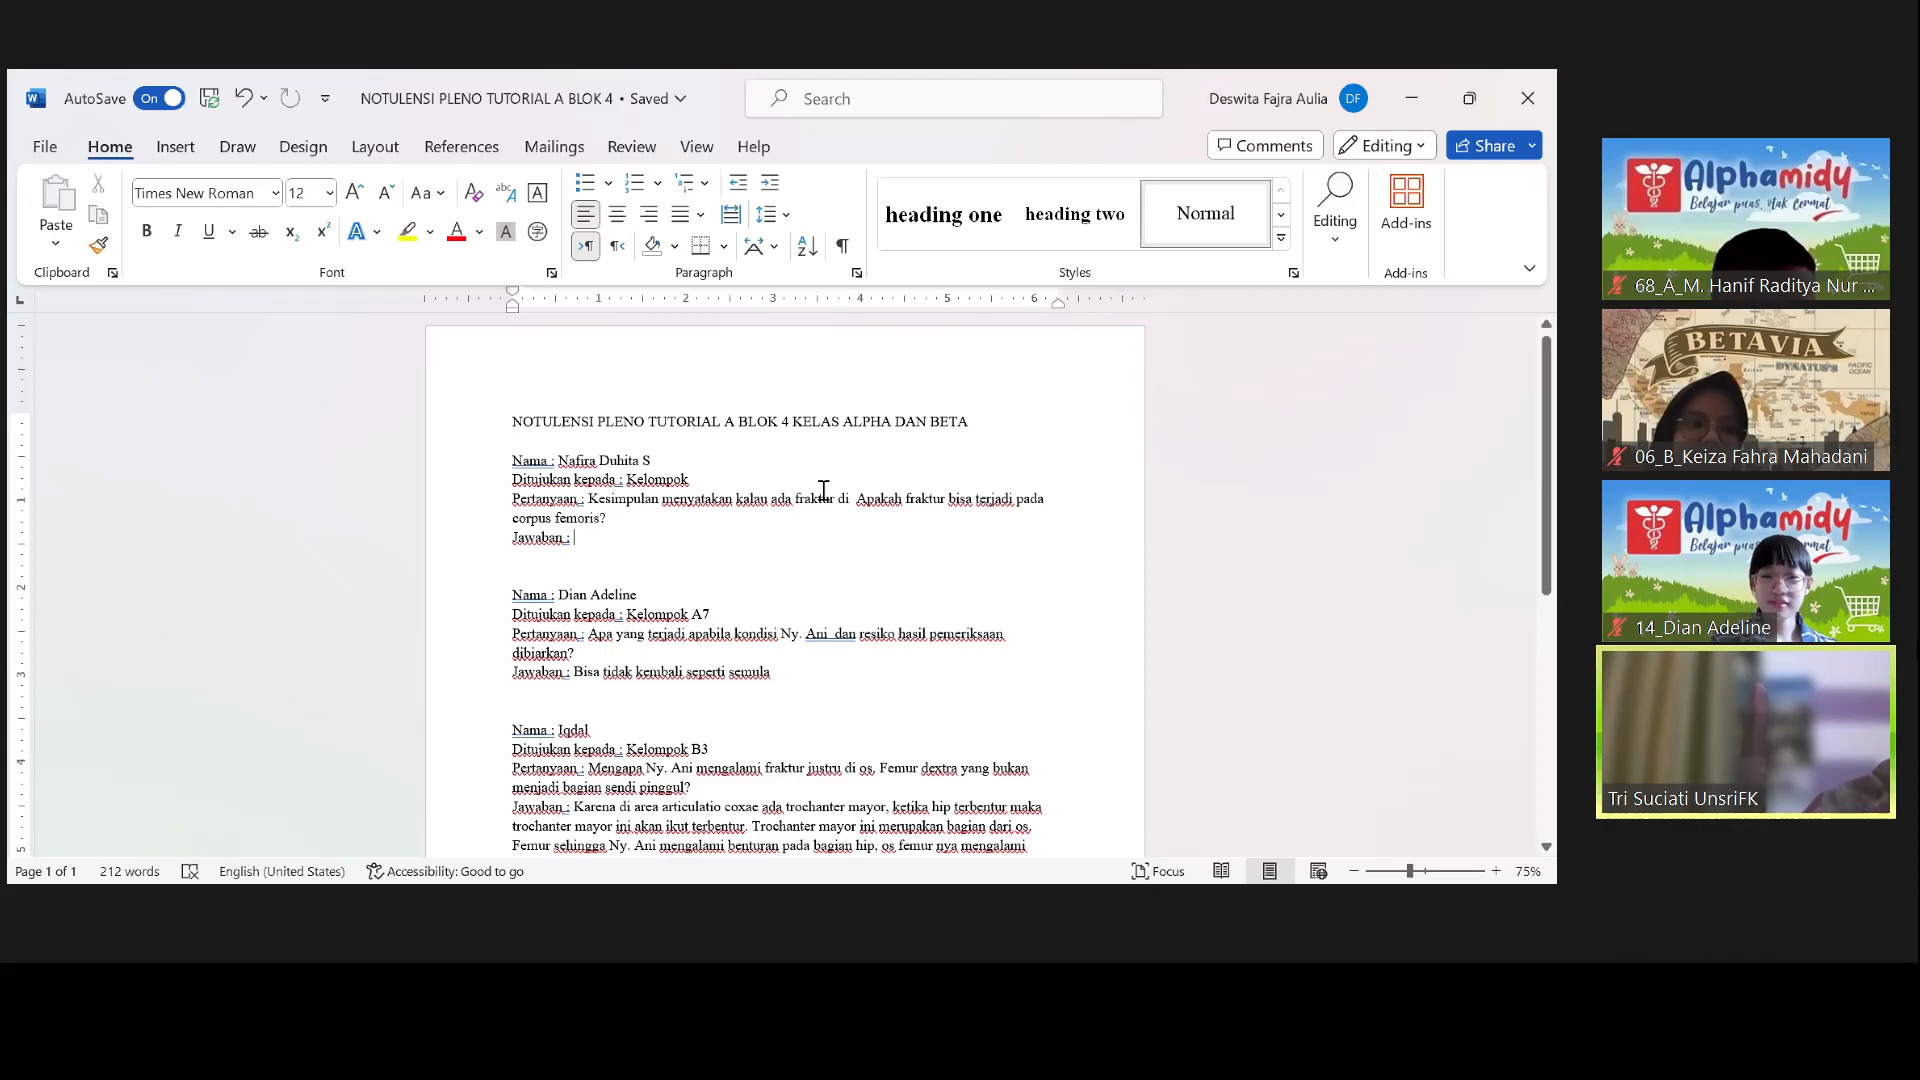 AutoSave On NOTULENSI PLENO TUTORIAL A BLOK 4 • Saved Search Deswita Fajra Aulia DF
File Home Insert Draw Design Layout References Mailings Review View Help Comments Editing Share
Paste Times New Roman 12 Aa heading one heading two Normal Editing Add-ins
Clipboard Font Paragraph Styles Add-ins
1 2 3 4 5 6
NOTULENSI PLENO TUTORIAL A BLOK 4 KELAS ALPHA DAN BETA
Nama : Nafira Duhita S
Ditujukan kepada : Kelompok
Pertanyaan : Kesimpulan menyatakan kalau ada fraktur di  Apakah fraktur bisa terjadi pada
corpus femoris?
Jawaban :
Nama : Dian Adeline
Ditujukan kepada : Kelompok A7
Pertanyaan : Apa yang terjadi apabila kondisi Ny. Ani  dan resiko hasil pemeriksaan
dibiarkan?
Jawaban : Bisa tidak kembali seperti semula
Nama : Iqdal
Ditujukan kepada : Kelompok B3
Pertanyaan : Mengapa Ny. Ani mengalami fraktur justru di os. Femur dextra yang bukan
menjadi bagian sendi pinggul?
Jawaban : Karena di area articulatio coxae ada trochanter mayor, ketika hip terbentur maka
trochanter mayor ini akan ikut terbentur. Trochanter mayor ini merupakan bagian dari os.
Femur sehingga Ny. Ani mengalami benturan pada bagian hip, os femur nya mengalami
Page 1 of 1 212 words English (United States) Accessibility: Good to go Focus 75%
Alphamidy
Belajar puas, otak cermat
68_A_M. Hanif Raditya Nur ...
BETAVIA
PACIFIC
OCEAN
06_B_Keiza Fahra Mahadani
Alphamidy
14_Dian Adeline
Tri Suciati UnsriFK